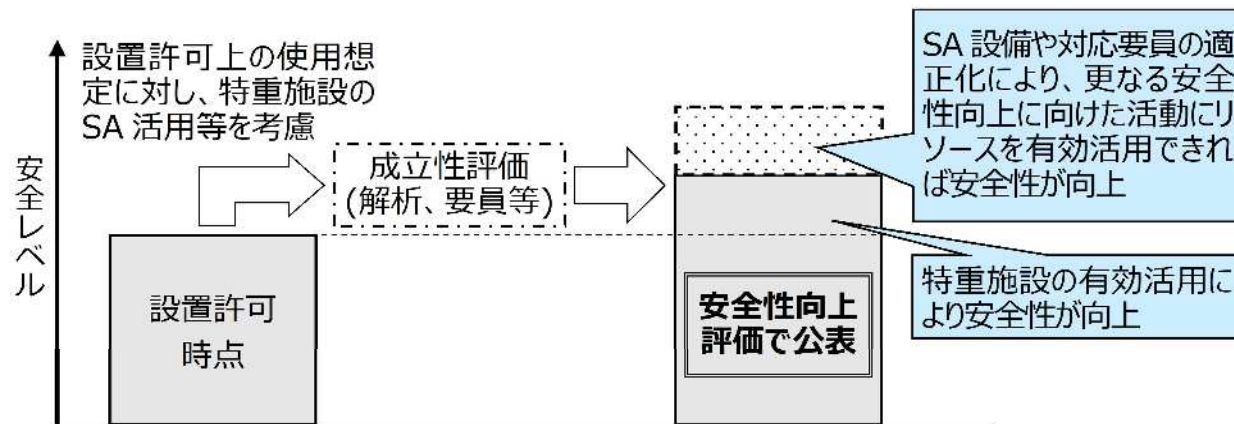 設置許可上の使用想
定に対し、特重施設の
SA 活用等を考慮
安全レベル
成立性評価
(解析、要員等)
設置許可
時点
安全性向上
評価で公表
SA 設備や対応要員の適
正化により、更なる安全
性向上に向けた活動にリ
ソースを有効活用できれ
ば安全性が向上
特重施設の有効活用に
より安全性が向上